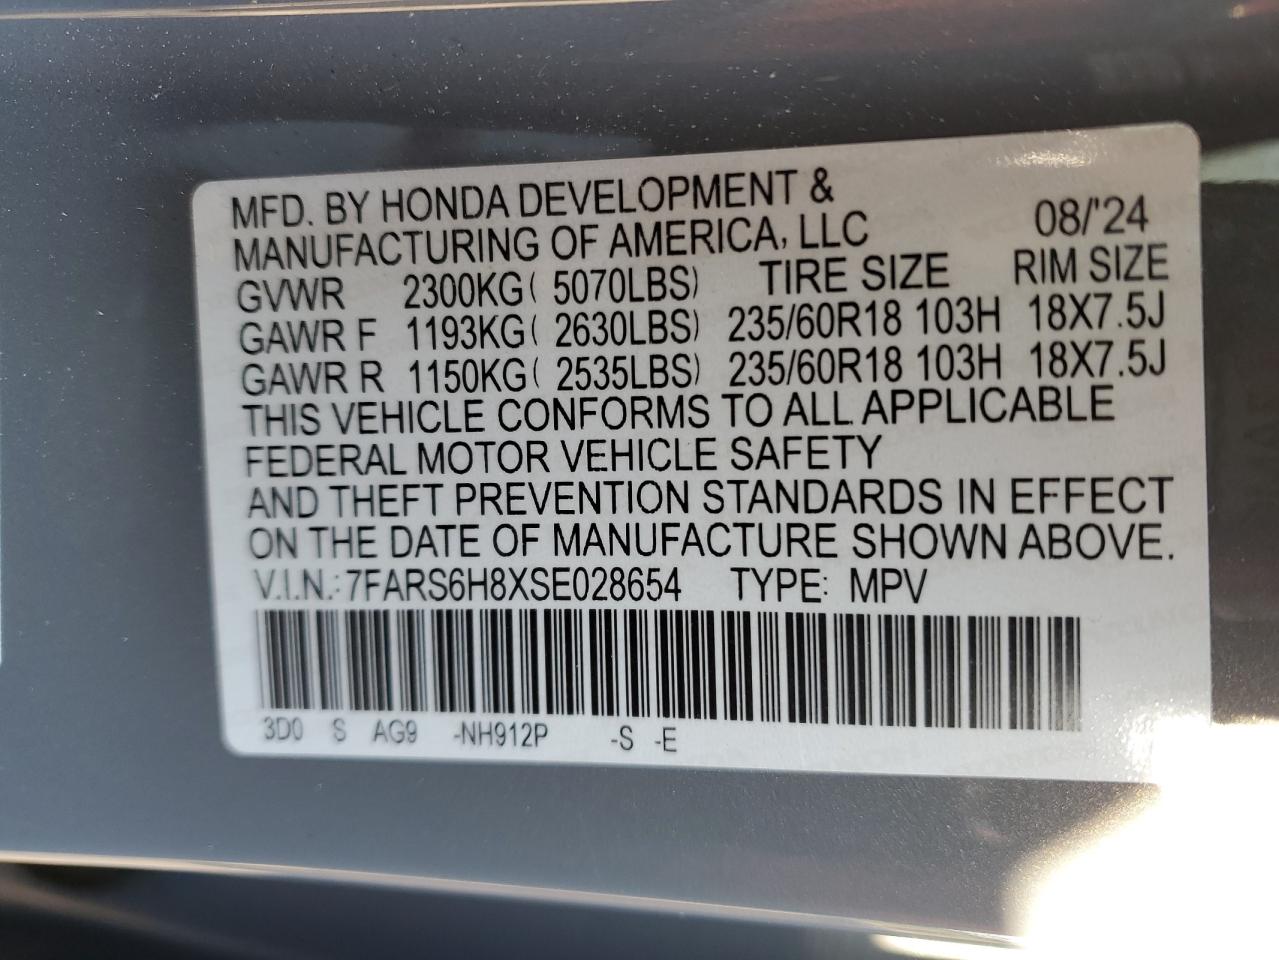 MFD. BY HONDA DEVELOPMENT &
MANUFACTURING OF AMERICA, LLC 08/'24
GVWR 2300KG( 5070LBS) TIRE SIZE RIM SIZE
GAWR F 1193KG( 2630LBS) 235/60R18 103H 18X7.5J
GAWR R 1150KG( 2535LBS) 235/60R18 103H 18X7.5J
THIS VEHICLE CONFORMS TO ALL APPLICABLE
FEDERAL MOTOR VEHICLE SAFETY
AND THEFT PREVENTION STANDARDS IN EFFECT
ON THE DATE OF MANUFACTURE SHOWN ABOVE.
V.I.N.: 7FARS6H8XSE028654 TYPE: MPV
3D0 S AG9 -NH912P -S -E